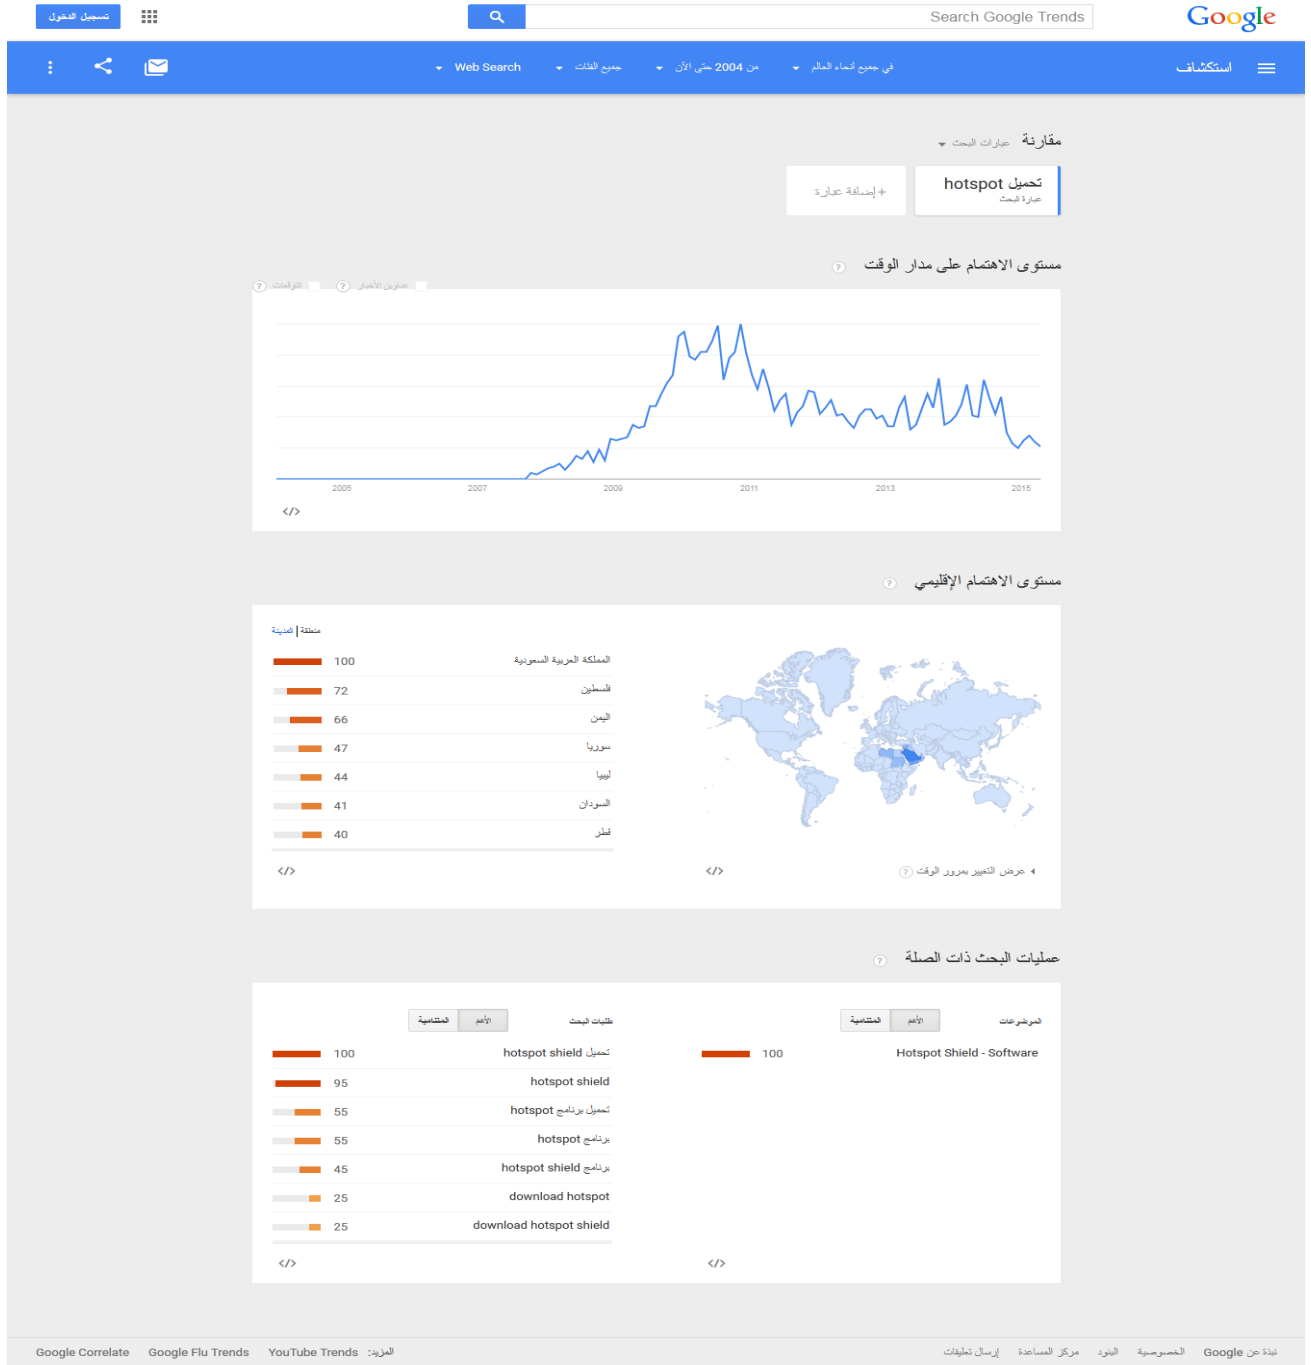 Google
Search Google Trends
تسجيل الدخول
استكشاف
في جميع أنحاء العالم
من 2004 حتى الآن
جميع الفئات
Web Search
مقارنة عبارات البحث
تحميل hotspot
عبارة البحث
+إضافة عبارة
مستوى الاهتمام على مدار الوقت ?
عناوين الأخبار ?
التوقعات ?
2005 2007 2009 2011 2013 2015
</>
مستوى الاهتمام الإقليمي ?
منطقة | المدينة
المملكة العربية السعودية 100
فلسطين 72
اليمن 66
سوريا 47
ليبيا 44
السودان 41
قطر 40
عرض التغيير بمرور الوقت ?
</>
</>
عمليات البحث ذات الصلة ?
الموضوعات
الأهم
المتنامية
Hotspot Shield - Software 100
</>
طلبات البحث
الأهم
المتنامية
تحميل hotspot shield 100
hotspot shield 95
تحميل برنامج hotspot 55
برنامج hotspot 55
برنامج hotspot shield 45
download hotspot 25
download hotspot shield 25
</>
نبذة عن Google الخصوصية البنود مركز المساعدة إرسال تعليقات
المزيد: YouTube Trends Google Flu Trends Google Correlate